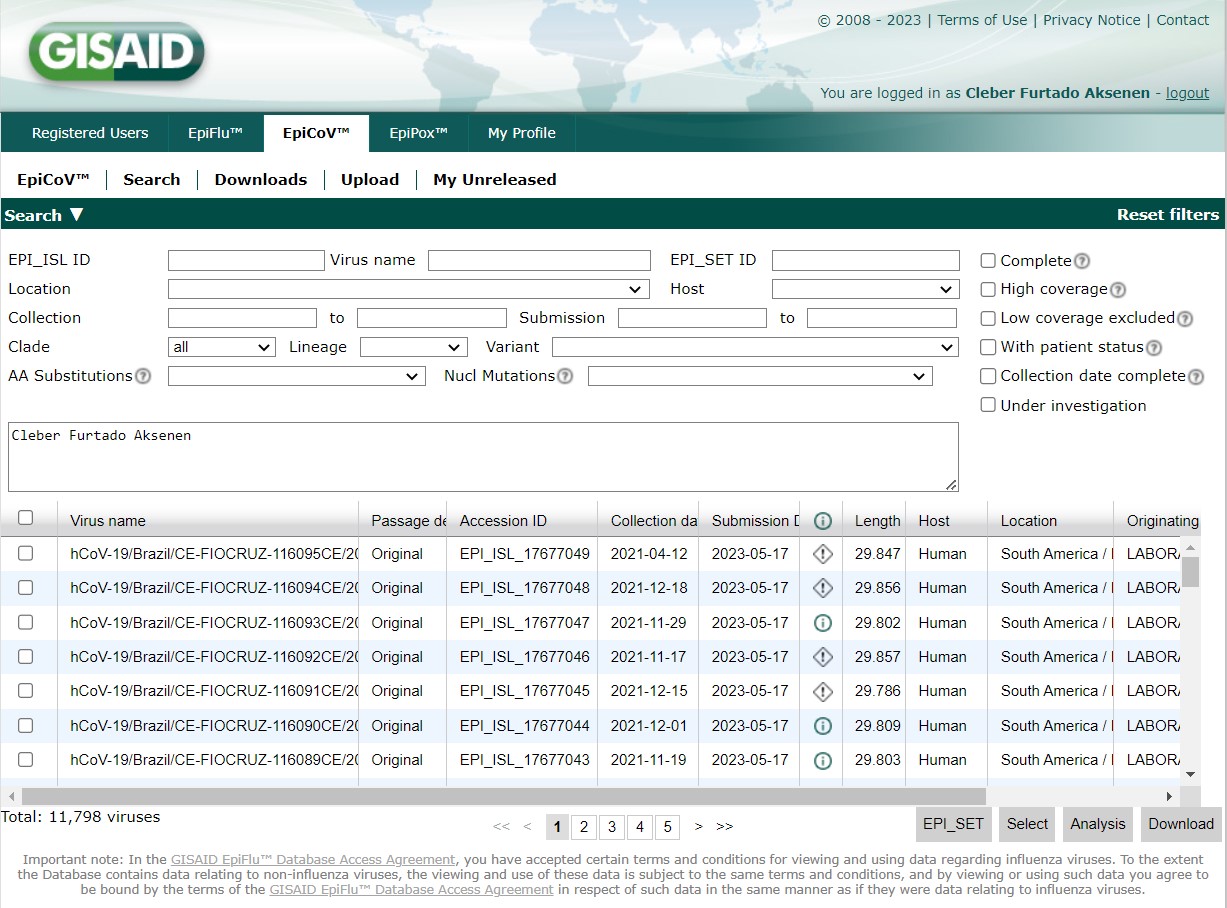 GISAID
© 2008 - 2023 | Terms of Use | Privacy Notice | Contact
You are logged in as Cleber Furtado Aksenen - logout
Registered Users EpiFlu™ EpiCoV™ EpiPox™ My Profile
EpiCoV™ Search Downloads Upload My Unreleased
Search ▼ Reset filters
EPI_ISL ID Virus name EPI_SET ID Complete ?
Location Host High coverage ?
Collection to Submission to Low coverage excluded ?
Clade all Lineage Variant With patient status ?
AA Substitutions ? Nucl Mutations ? Collection date complete ?
Under investigation
Cleber Furtado Aksenen
Virus name Passage de Accession ID Collection da Submission D i Length Host Location Originating
hCoV-19/Brazil/CE-FIOCRUZ-116095CE/20 Original EPI_ISL_17677049 2021-04-12 2023-05-17 ! 29.847 Human South America / LABORA
hCoV-19/Brazil/CE-FIOCRUZ-116094CE/20 Original EPI_ISL_17677048 2021-12-18 2023-05-17 ! 29.856 Human South America / LABORA
hCoV-19/Brazil/CE-FIOCRUZ-116093CE/20 Original EPI_ISL_17677047 2021-11-29 2023-05-17 i 29.802 Human South America / LABORA
hCoV-19/Brazil/CE-FIOCRUZ-116092CE/20 Original EPI_ISL_17677046 2021-11-17 2023-05-17 ! 29.857 Human South America / LABORA
hCoV-19/Brazil/CE-FIOCRUZ-116091CE/20 Original EPI_ISL_17677045 2021-12-15 2023-05-17 ! 29.786 Human South America / LABORA
hCoV-19/Brazil/CE-FIOCRUZ-116090CE/20 Original EPI_ISL_17677044 2021-12-01 2023-05-17 i 29.809 Human South America / LABORA
hCoV-19/Brazil/CE-FIOCRUZ-116089CE/20 Original EPI_ISL_17677043 2021-11-19 2023-05-17 i 29.803 Human South America / LABORA
Total: 11,798 viruses << < 1 2 3 4 5 > >> EPI_SET Select Analysis Download
Important note: In the GISAID EpiFlu™ Database Access Agreement, you have accepted certain terms and conditions for viewing and using data regarding influenza viruses. To the extent
the Database contains data relating to non-influenza viruses, the viewing and use of these data is subject to the same terms and conditions, and by viewing or using such data you agree to
be bound by the terms of the GISAID EpiFlu™ Database Access Agreement in respect of such data in the same manner as if they were data relating to influenza viruses.